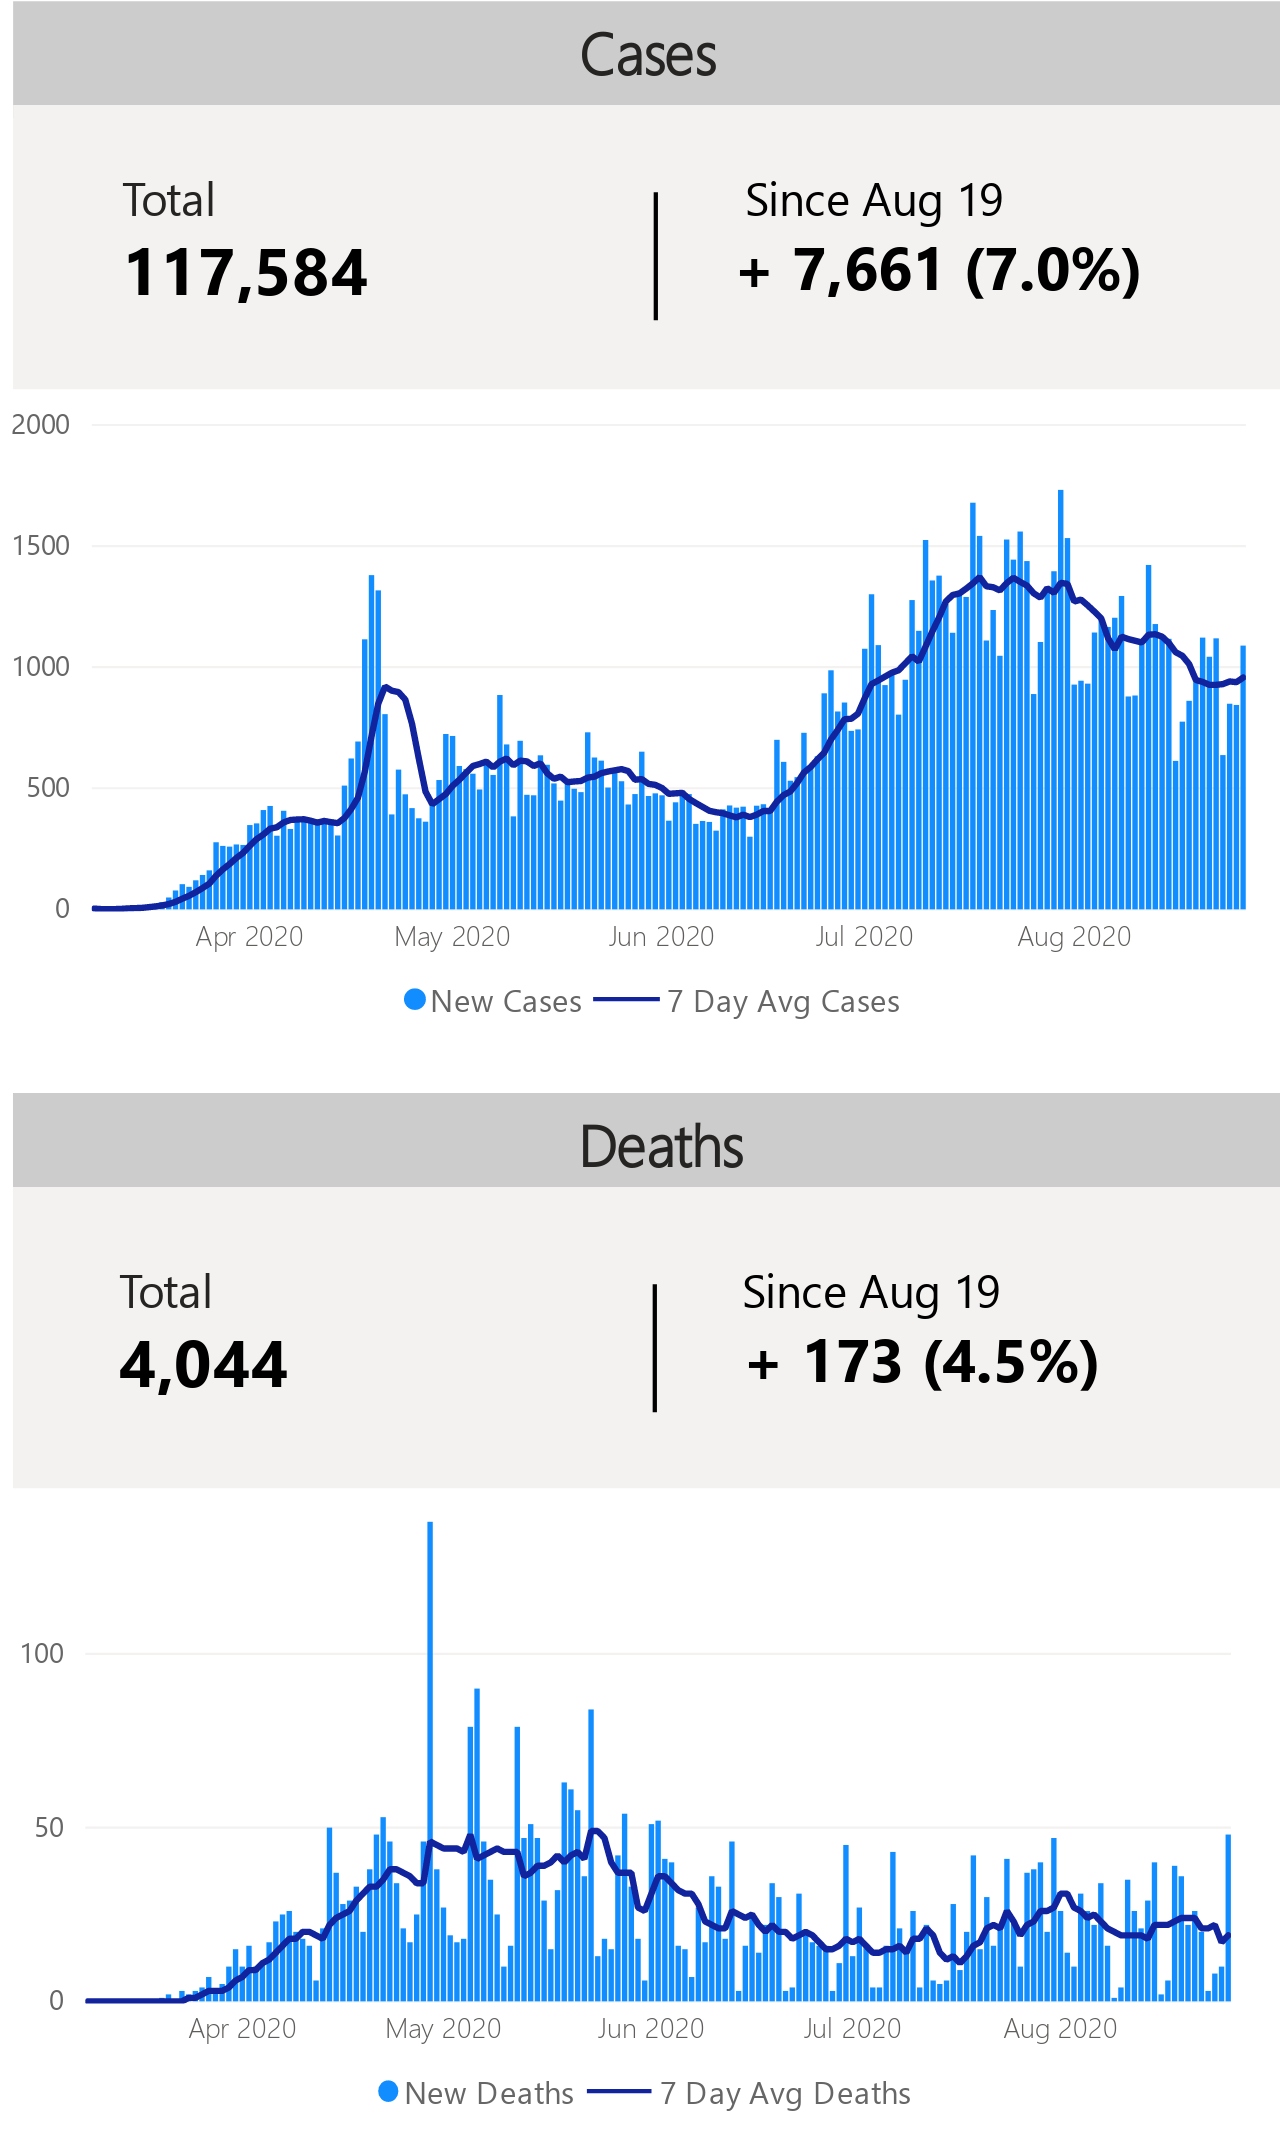 Cases
Total
Since Aug 19
117,584
+ 7,661 (7.0%)
2000
1500
1000
500
0
Apr 2020 May 2020 Jun 2020 Jul 2020 Aug 2020
New Cases 7 Day Avg Cases
Deaths
Total
Since Aug 19
4,044
+ 173 (4.5%)
100
50
0
Apr 2020 May 2020 Jun 2020 Jul 2020 Aug 2020
New Deaths 7 Day Avg Deaths